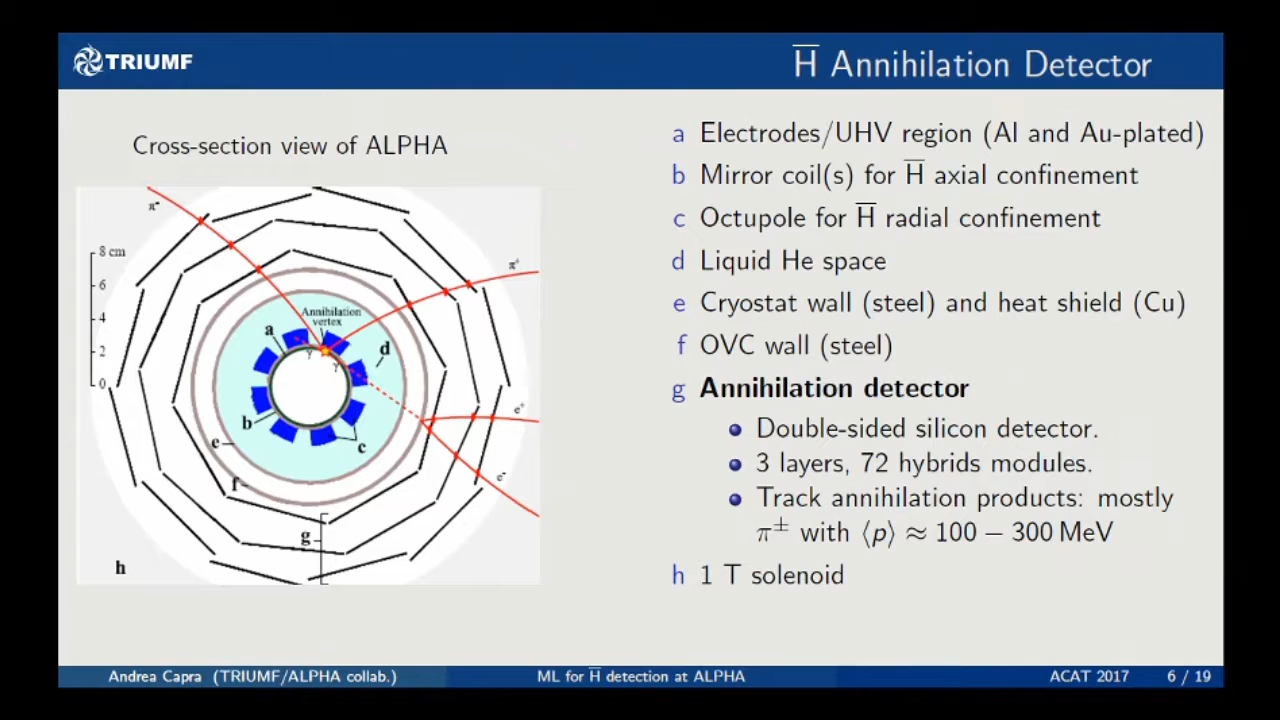 TRIUMF
H̅ Annihilation Detector
Cross-section view of ALPHA
π⁻
8 cm
6
4
2
0
π⁺
Annihilation
vertex
a
d
γ
γ
b
c
e
f
g
h
e⁺
e⁻
a Electrodes/UHV region (Al and Au-plated)
b Mirror coil(s) for H̅ axial confinement
c Octupole for H̅ radial confinement
d Liquid He space
e Cryostat wall (steel) and heat shield (Cu)
f OVC wall (steel)
g Annihilation detector
Double-sided silicon detector.
3 layers, 72 hybrids modules.
Track annihilation products: mostly
π± with ⟨p⟩ ≈ 100 − 300 MeV
h 1 T solenoid
Andrea Capra (TRIUMF/ALPHA collab.)
ML for H̅ detection at ALPHA
ACAT 2017
6 / 19